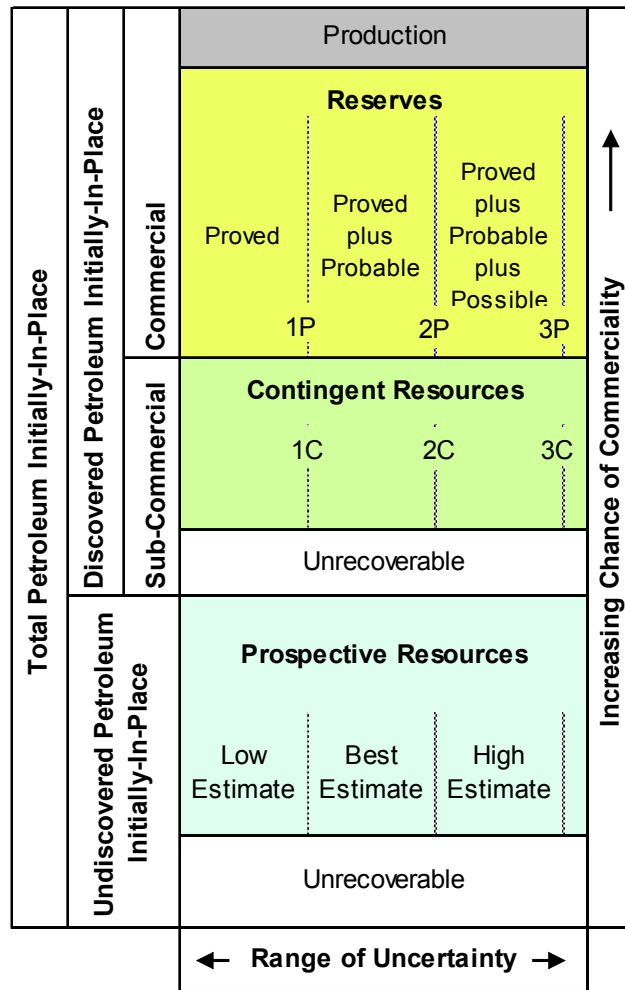 Production
Reserves
Proved
Proved
plus
Probable
Proved
plus
Probable
plus
Possible
1P
2P
3P
Contingent Resources
1C
2C
3C
Unrecoverable
Prospective Resources
Low
Estimate
Best
Estimate
High
Estimate
Unrecoverable
Range of Uncertainty
Total Petroleum Initially-In-Place
Discovered Petroleum Initially-In-Place
Commercial
Sub-Commercial
Undiscovered Petroleum
Initially-In-Place
Increasing Chance of Commerciality